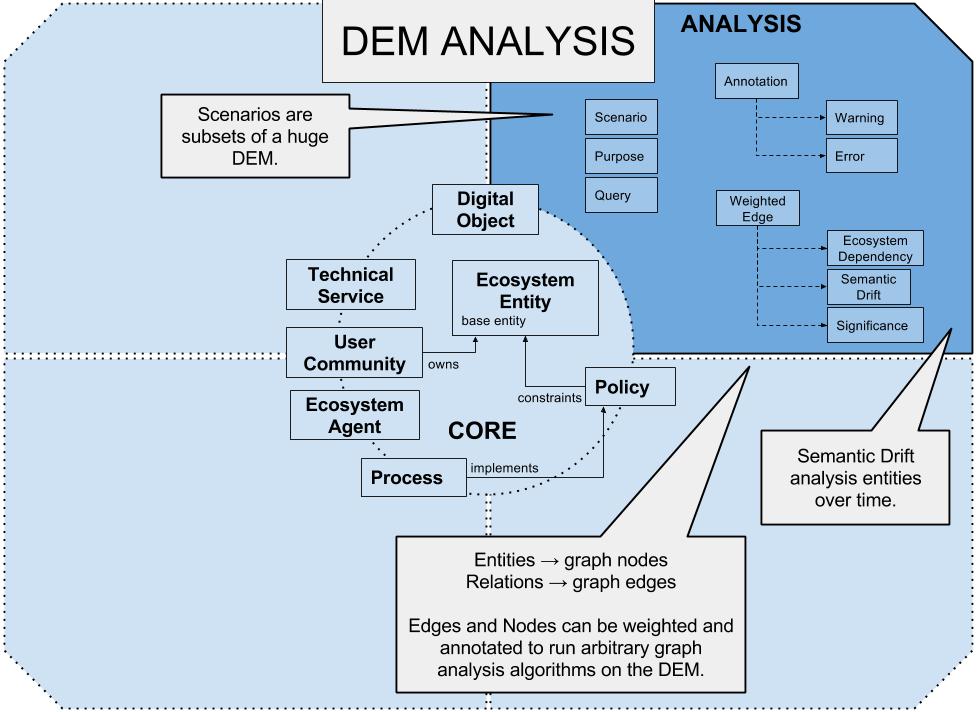 DEM ANALYSIS
ANALYSIS
Scenarios are
subsets of a huge
DEM.
Scenario
Purpose
Query
Annotation
Warning
Error
Weighted
Edge
Ecosystem
Dependency
Semantic
Drift
Significance
Digital
Object
Technical
Service
Ecosystem
Entity
base entity
User
Community
owns
Policy
constraints
Ecosystem
Agent
CORE
Process
implements
Semantic Drift
analysis entities
over time.
Entities → graph nodes
Relations → graph edges
Edges and Nodes can be weighted and
annotated to run arbitrary graph
analysis algorithms on the DEM.